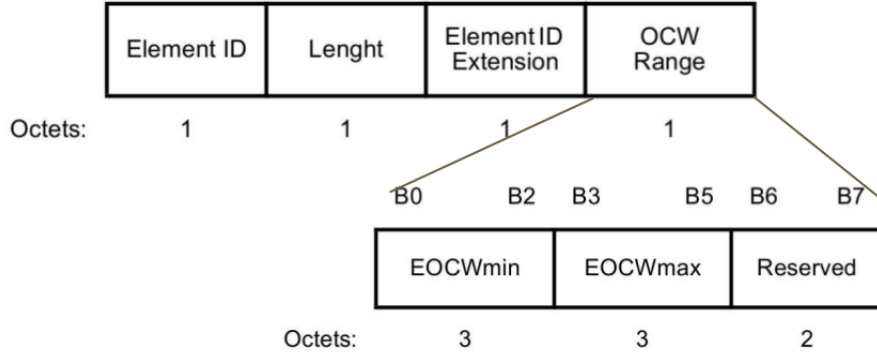 Element ID Lenght Element ID Extension OCW Range
Octets: 1 1 1 1
B0 B2 B3 B5 B6 B7
EOCWmin EOCWmax Reserved
Octets: 3 3 2